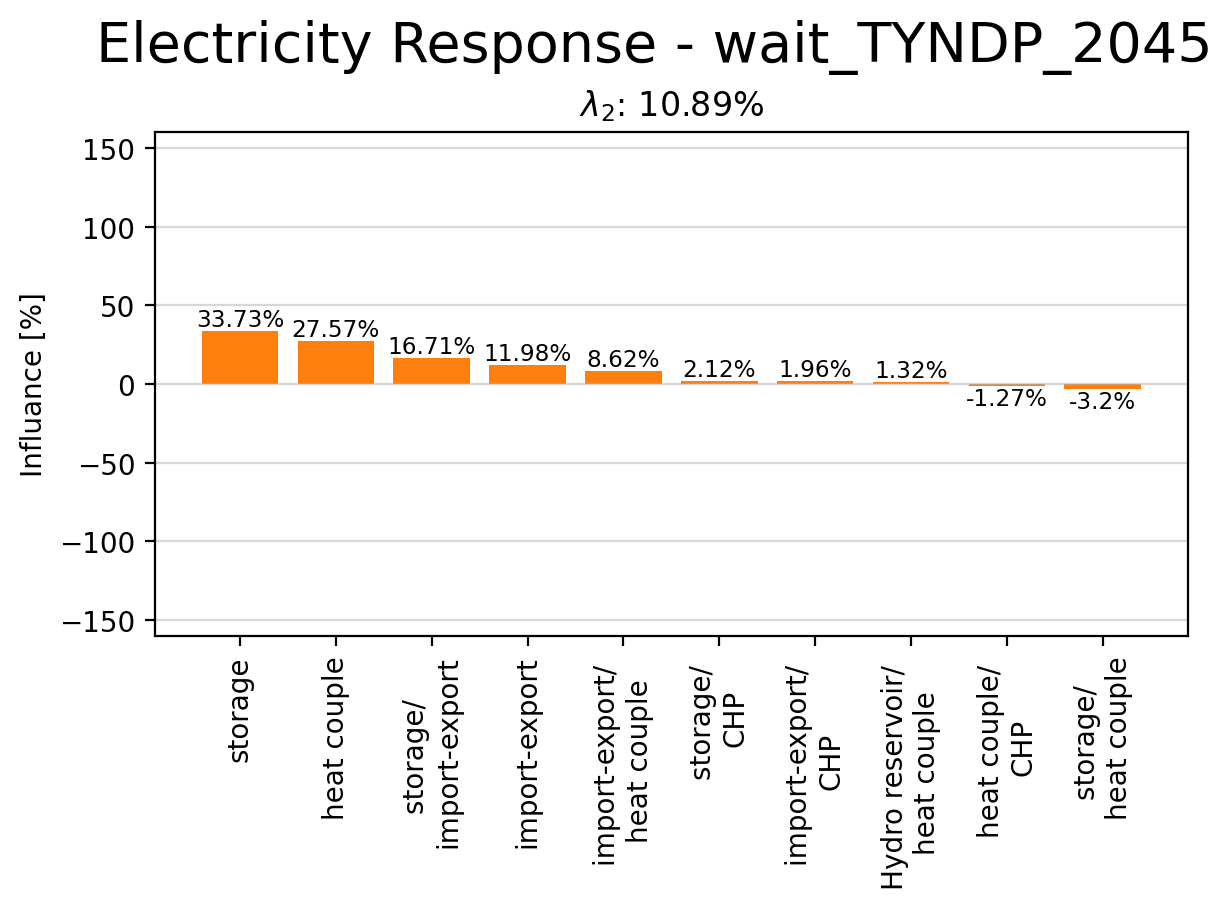 Electricity Response - wait_TYNDP_2045
λ₂: 10.89%
Influance [%]
150
100
50
0
−50
−100
−150
33.73%
27.57%
16.71%
11.98%
8.62%
2.12%
1.96%
1.32%
-1.27%
-3.2%
storage
heat couple
storage/
import-export
import-export
import-export/
heat couple
storage/
CHP
import-export/
CHP
Hydro reservoir/
heat couple
heat couple/
CHP
storage/
heat couple